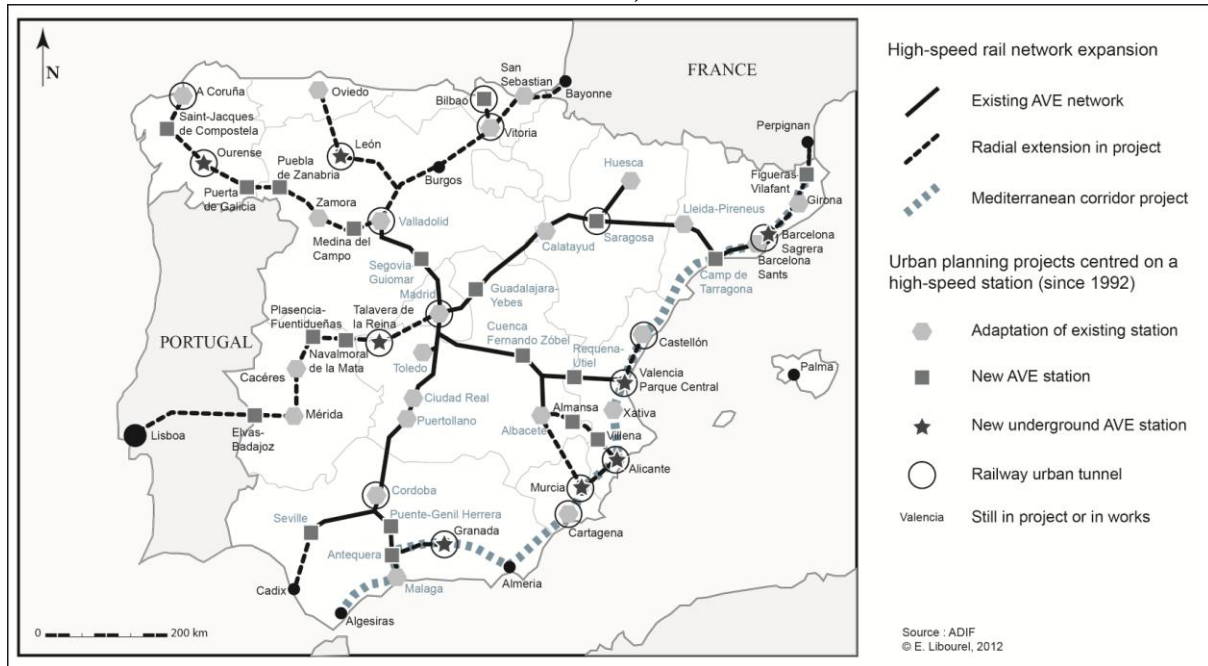 N
FRANCE
San
Sebastian
A Coruña
Oviedo
Bilbao
Bayonne
Saint-Jacques
de Compostela
Vitoria
Perpignan
León
Ourense
Puebla
de Zanabria
Huesca
Burgos
Figueras-
Vilafant
Puerta
de Galicia
Zamora
Lleida-Pireneus
Girona
Valladolid
Saragosa
Barcelona
Sagrera
Medina del
Campo
Calatayud
Barcelona
Sants
Segovia
Guiomar
Camp de
Tarragona
Madrid
Guadalajara-
Yebes
Plasencia-
Fuentidueñas
Talavera de
la Reina
Cuenca
Fernando Zóbel
Castellón
PORTUGAL
Navalmoral
de la Mata
Requena-
Utiel
Toledo
Valencia
Parque Central
Palma
Cacéres
Ciudad Real
Almansa
Xativa
Mérida
Puertollano
Albacete
Lisboa
Elvas-
Badajoz
Villena
Alicante
Murcia
Cordoba
Seville
Puente-Genil Herrera
Cartagena
Granada
Antequera
Almeria
Cadix
Malaga
Algesiras
0 200 km
High-speed rail network expansion
Existing AVE network
Radial extension in project
Mediterranean corridor project
Urban planning projects centred on a
high-speed station (since 1992)
Adaptation of existing station
New AVE station
New underground AVE station
Railway urban tunnel
Valencia Still in project or in works
Source : ADIF
© E. Libourel, 2012